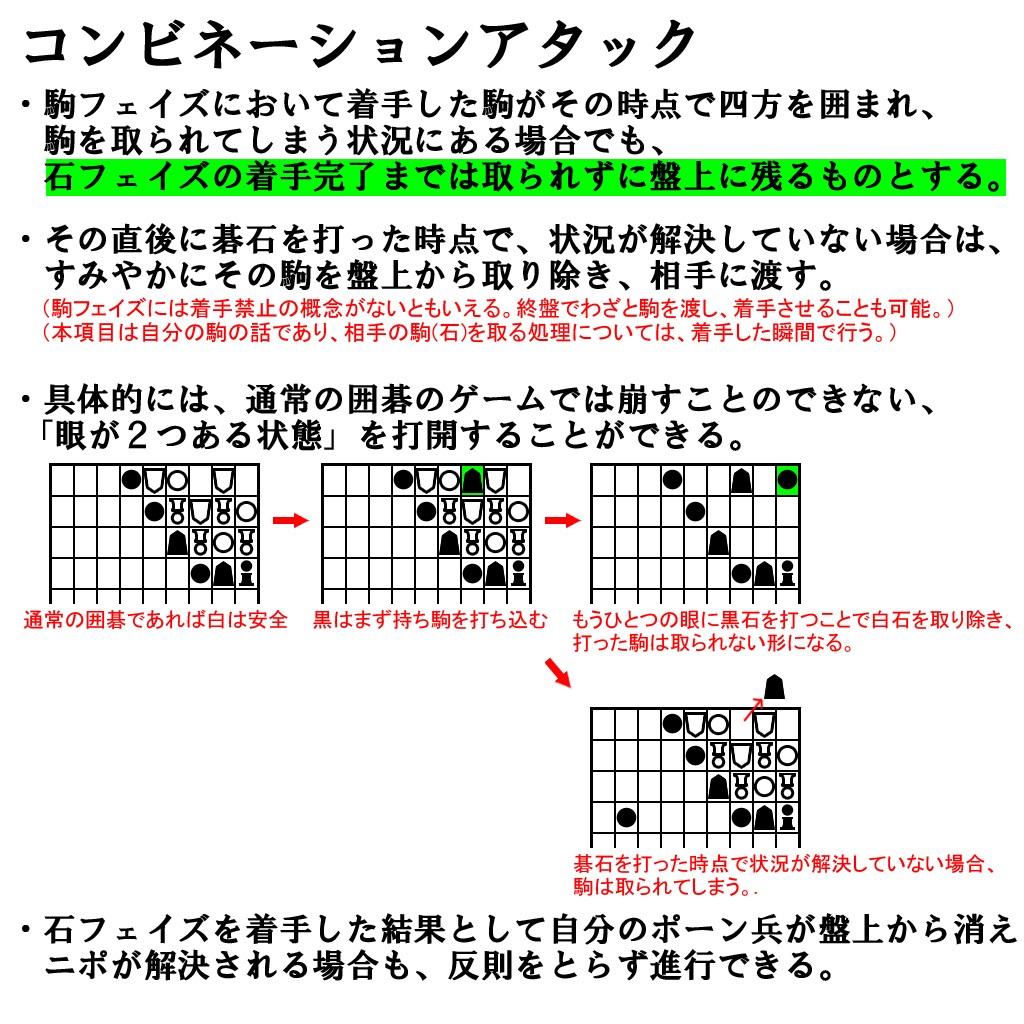 コンビネーションアタック
・駒フェイズにおいて着手した駒がその時点で四方を囲まれ、
駒を取られてしまう状況にある場合でも、
石フェイズの着手完了までは取られずに盤上に残るものとする。
・その直後に碁石を打った時点で、状況が解決していない場合は、
すみやかにその駒を盤上から取り除き、相手に渡す。
（駒フェイズには着手禁止の概念がないともいえる。終盤でわざと駒を渡し、着手させることも可能。）
（本項目は自分の駒の話であり、相手の駒(石)を取る処理については、着手した瞬間で行う。）
・具体的には、通常の囲碁のゲームでは崩すことのできない、
「眼が２つある状態」を打開することができる。
通常の囲碁であれば白は安全
黒はまず持ち駒を打ち込む
もうひとつの眼に黒石を打つことで白石を取り除き、
打った駒は取られない形になる。
碁石を打った時点で状況が解決していない場合、
駒は取られてしまう。.
・石フェイズを着手した結果として自分のポーン兵が盤上から消え
ニポが解決される場合も、反則をとらず進行できる。